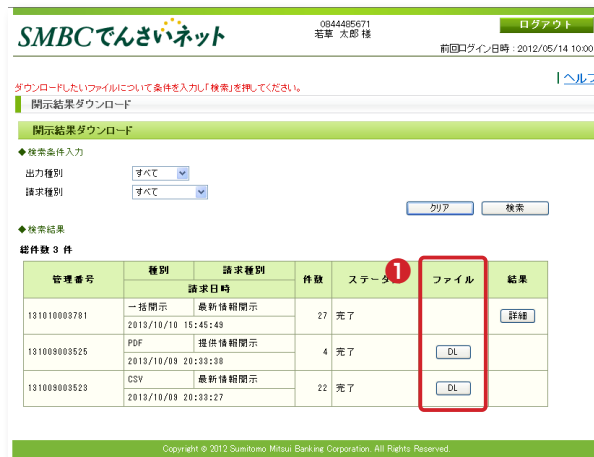 SMBCでんさいネット
0844485671
若草 太郎 様
ログアウト
前回ログイン日時：2012/05/14 10:00
ヘルプ
ダウンロードしたいファイルについて条件を入力し「検索」を押してください。
開示結果ダウンロード
開示結果ダウンロード
◆検索条件入力
出力種別 すべて
請求種別 すべて
クリア 検索
◆検索結果
総件数 3 件
管理番号 種別 請求種別 件数 ステータ ファイル 結果
請求日時
1
131010003781 一括開示 最新情報開示 27 完了 詳細
2013/10/10 15:45:49
131009003525 PDF 提供情報開示 4 完了 DL
2013/10/09 20:33:38
131009003523 CSV 最新情報開示 22 完了 DL
2013/10/09 20:33:27
Copyright © 2012 Sumitomo Mitsui Banking Corporation. All Rights Reserved.